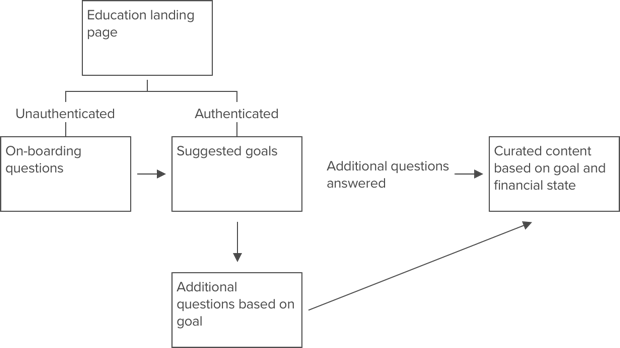 Education landing
page
Unauthenticated
Authenticated
On-boarding
questions
Suggested goals
Additional questions
answered
Curated content
based on goal and
financial state
Additional
questions based on
goal